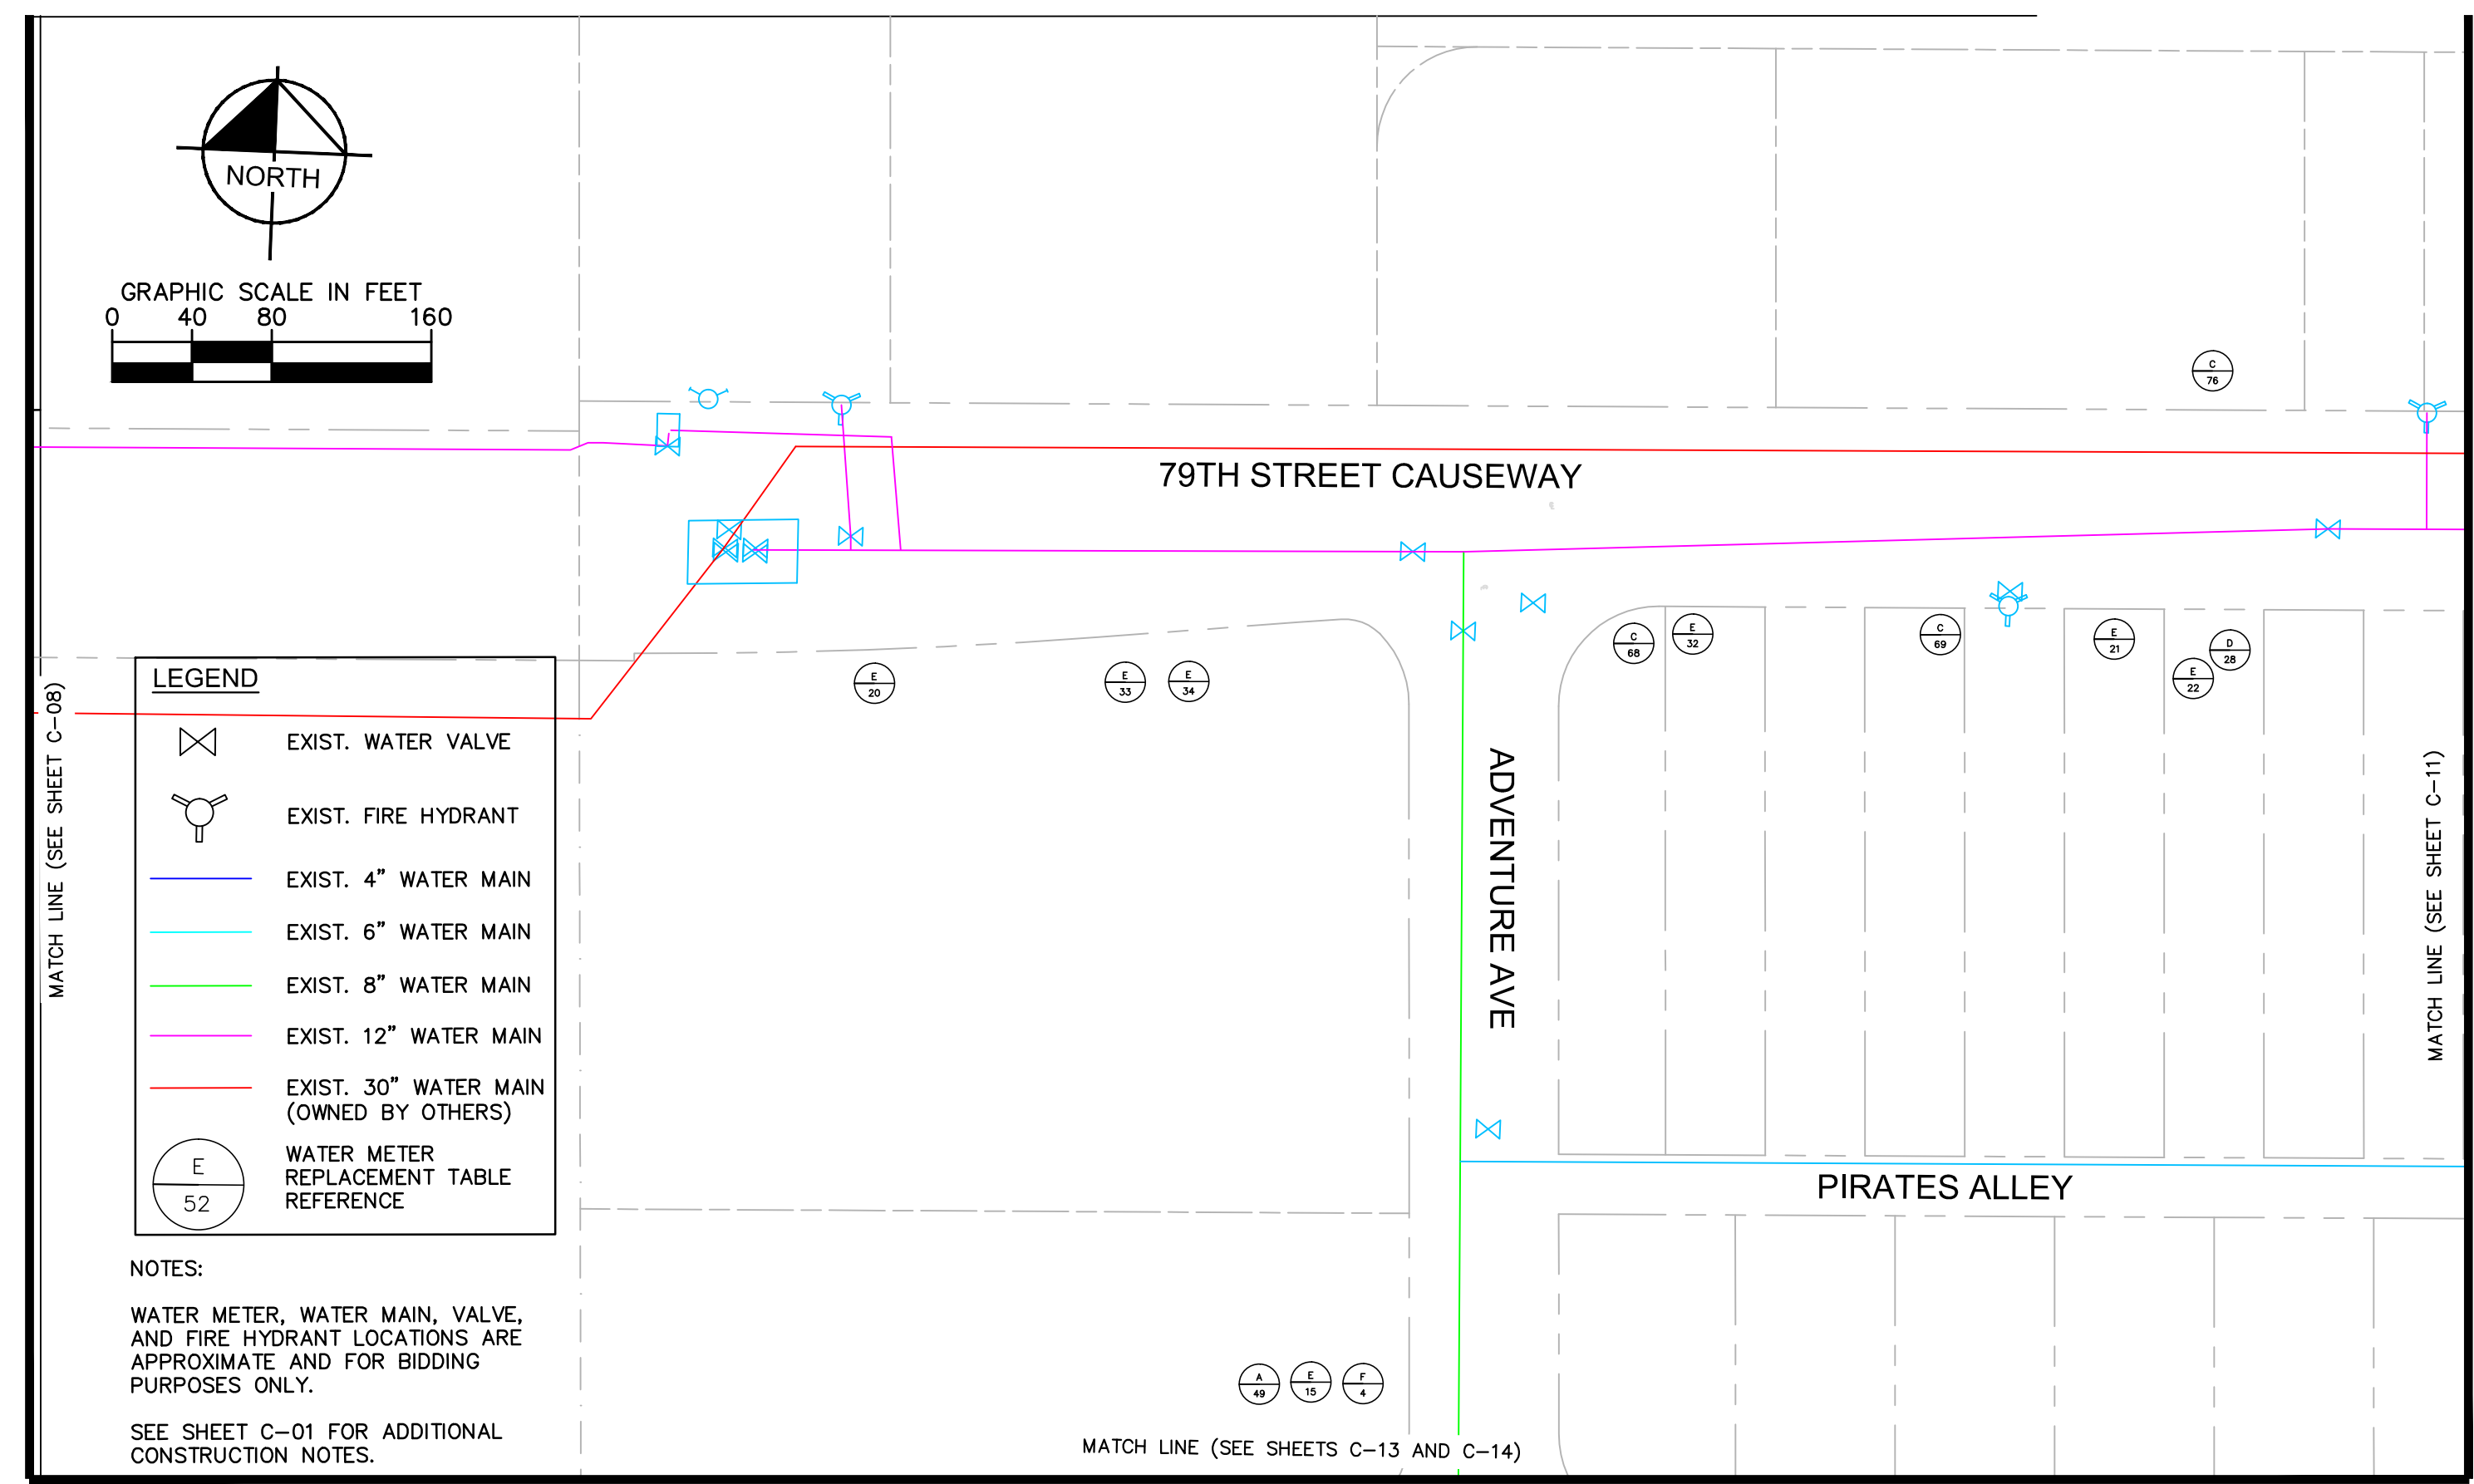 NORTH
GRAPHIC SCALE IN FEET
0 40 80 160
C
76
79TH STREET CAUSEWAY
E
20
E
33
E
34
C
68
E
32
C
69
E
21
E
22
D
28
MATCH LINE (SEE SHEET C-08)
LEGEND
EXIST. WATER VALVE
EXIST. FIRE HYDRANT
EXIST. 4" WATER MAIN
EXIST. 6" WATER MAIN
EXIST. 8" WATER MAIN
EXIST. 12" WATER MAIN
EXIST. 30" WATER MAIN
(OWNED BY OTHERS)
E
52
WATER METER
REPLACEMENT TABLE
REFERENCE
ADVENTURE AVE
MATCH LINE (SEE SHEET C-11)
PIRATES ALLEY
NOTES:
WATER METER, WATER MAIN, VALVE,
AND FIRE HYDRANT LOCATIONS ARE
APPROXIMATE AND FOR BIDDING
PURPOSES ONLY.
SEE SHEET C-01 FOR ADDITIONAL
CONSTRUCTION NOTES.
A
49
E
15
F
4
MATCH LINE (SEE SHEETS C-13 AND C-14)